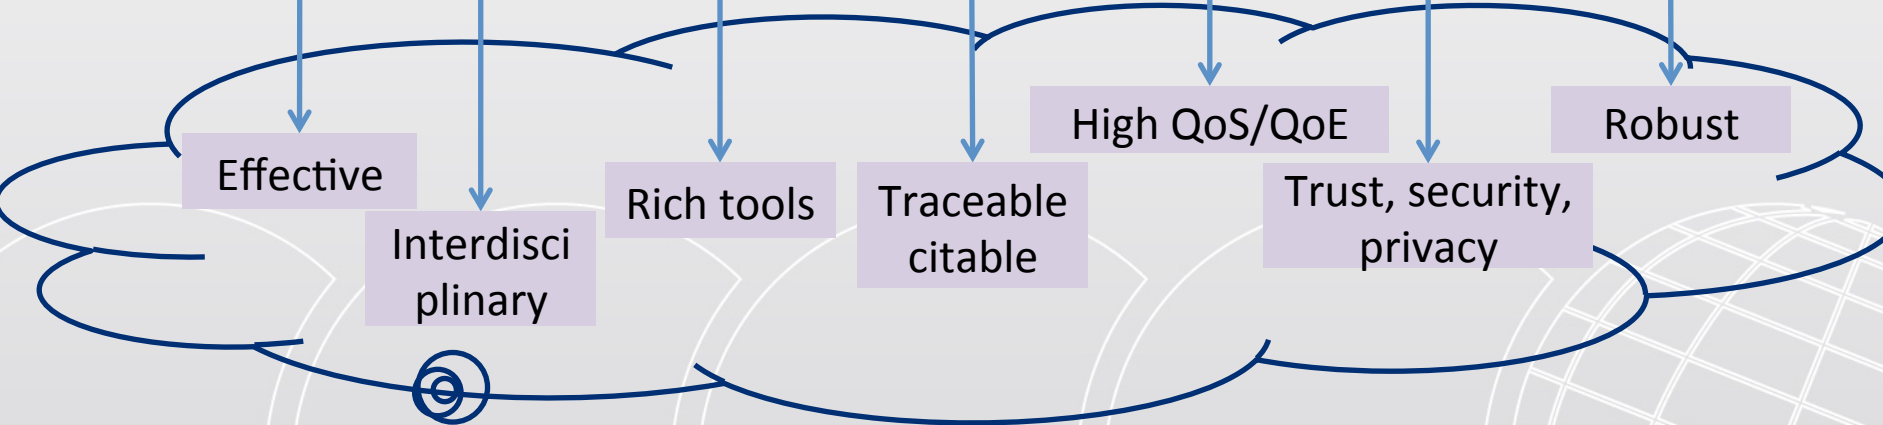 Effective
Interdisci
plinary
Rich tools
Traceable
citable
High QoS/QoE
Trust, security,
privacy
Robust